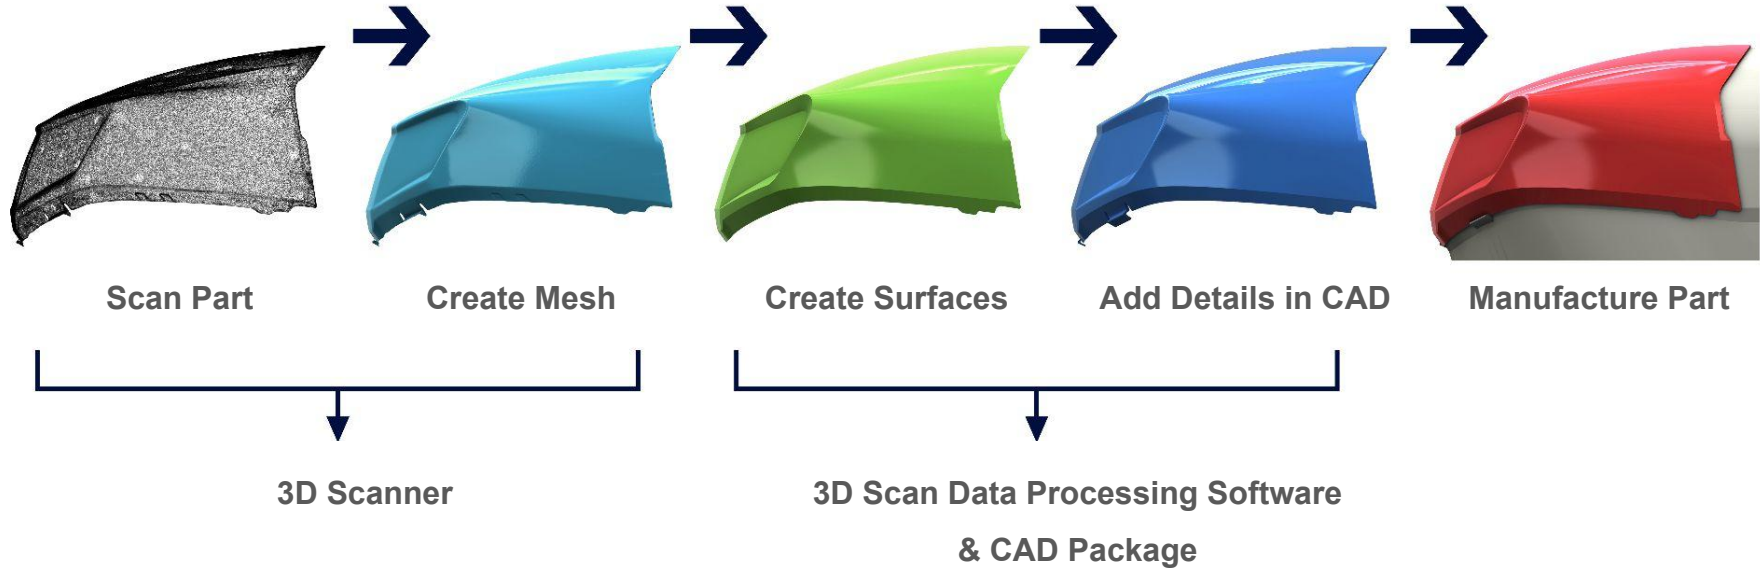 Scan Part
Create Mesh
Create Surfaces
Add Details in CAD
Manufacture Part
3D Scanner
3D Scan Data Processing Software
& CAD Package